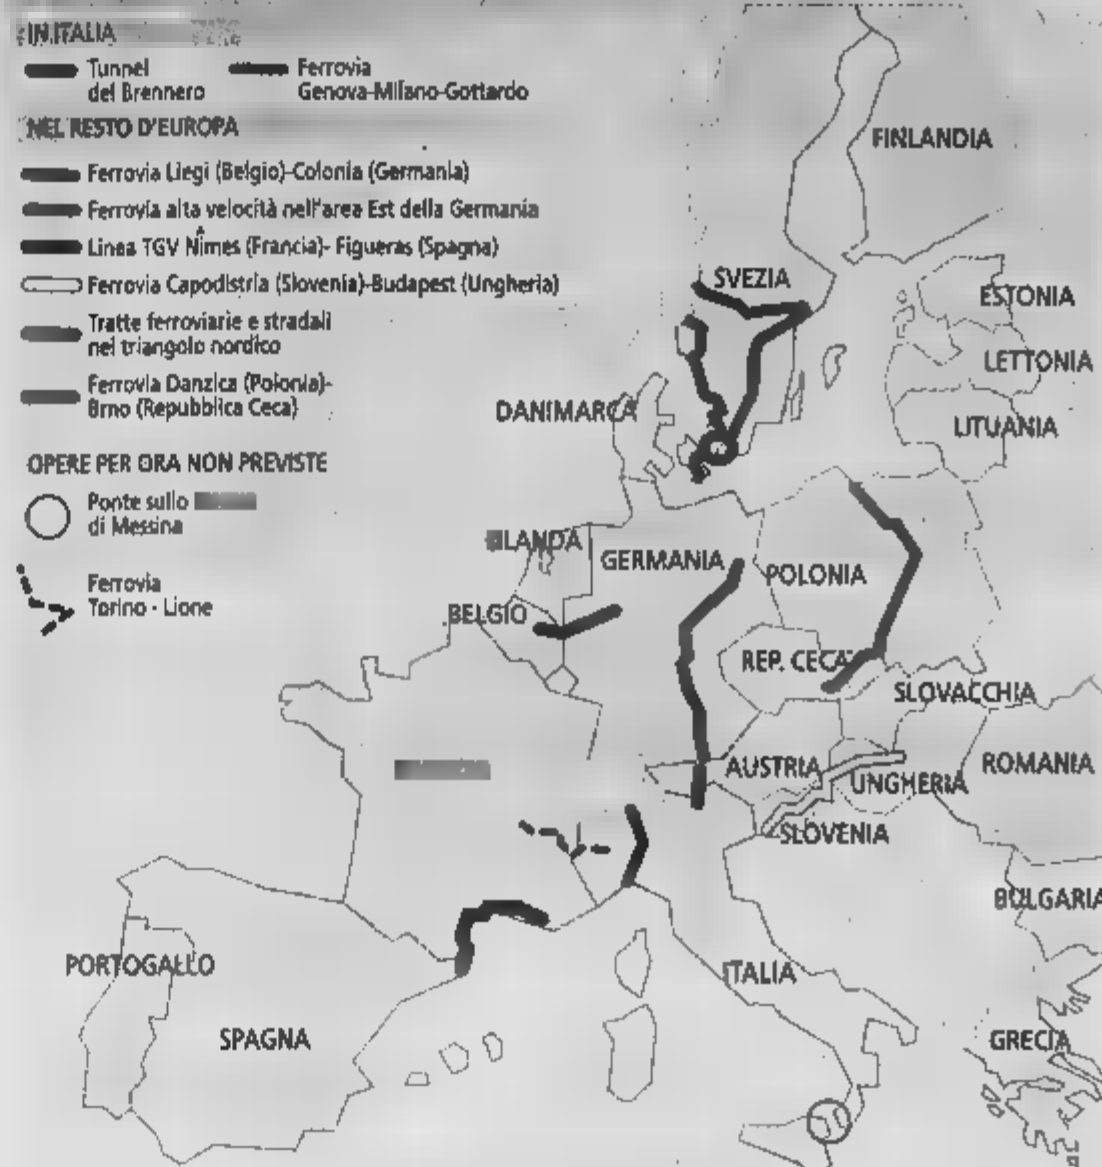 IN ITALIA
Tunnel
del Brennero
Ferrovia
Genova-Milano-Gottardo
NEL RESTO D'EUROPA
Ferrovia Liegi (Belgio)-Colonia (Germania)
Ferrovia alta velocità nell'area Est della Germania
Linea TGV Nîmes (Francia)- Figueras (Spagna)
Ferrovia Capodistria (Slovenia)-Budapest (Ungheria)
Tratte ferroviarie e stradali
nel triangolo nordico
Ferrovia Danzica (Polonia)-
Brno (Repubblica Ceca)
OPERE PER ORA NON PREVISTE
Ponte sullo
di Messina
Ferrovia
Torino - Lione
FINLANDIA
SVEZIA
ESTONIA
LETTONIA
DANIMARCA
LITUANIA
LANDA
GERMANIA
POLONIA
BELGIO
REP. CECA
SLOVACCHIA
AUSTRIA
UNGHERIA
ROMANIA
SLOVENIA
BULGARIA
PORTOGALLO
ITALIA
SPAGNA
GRECIA